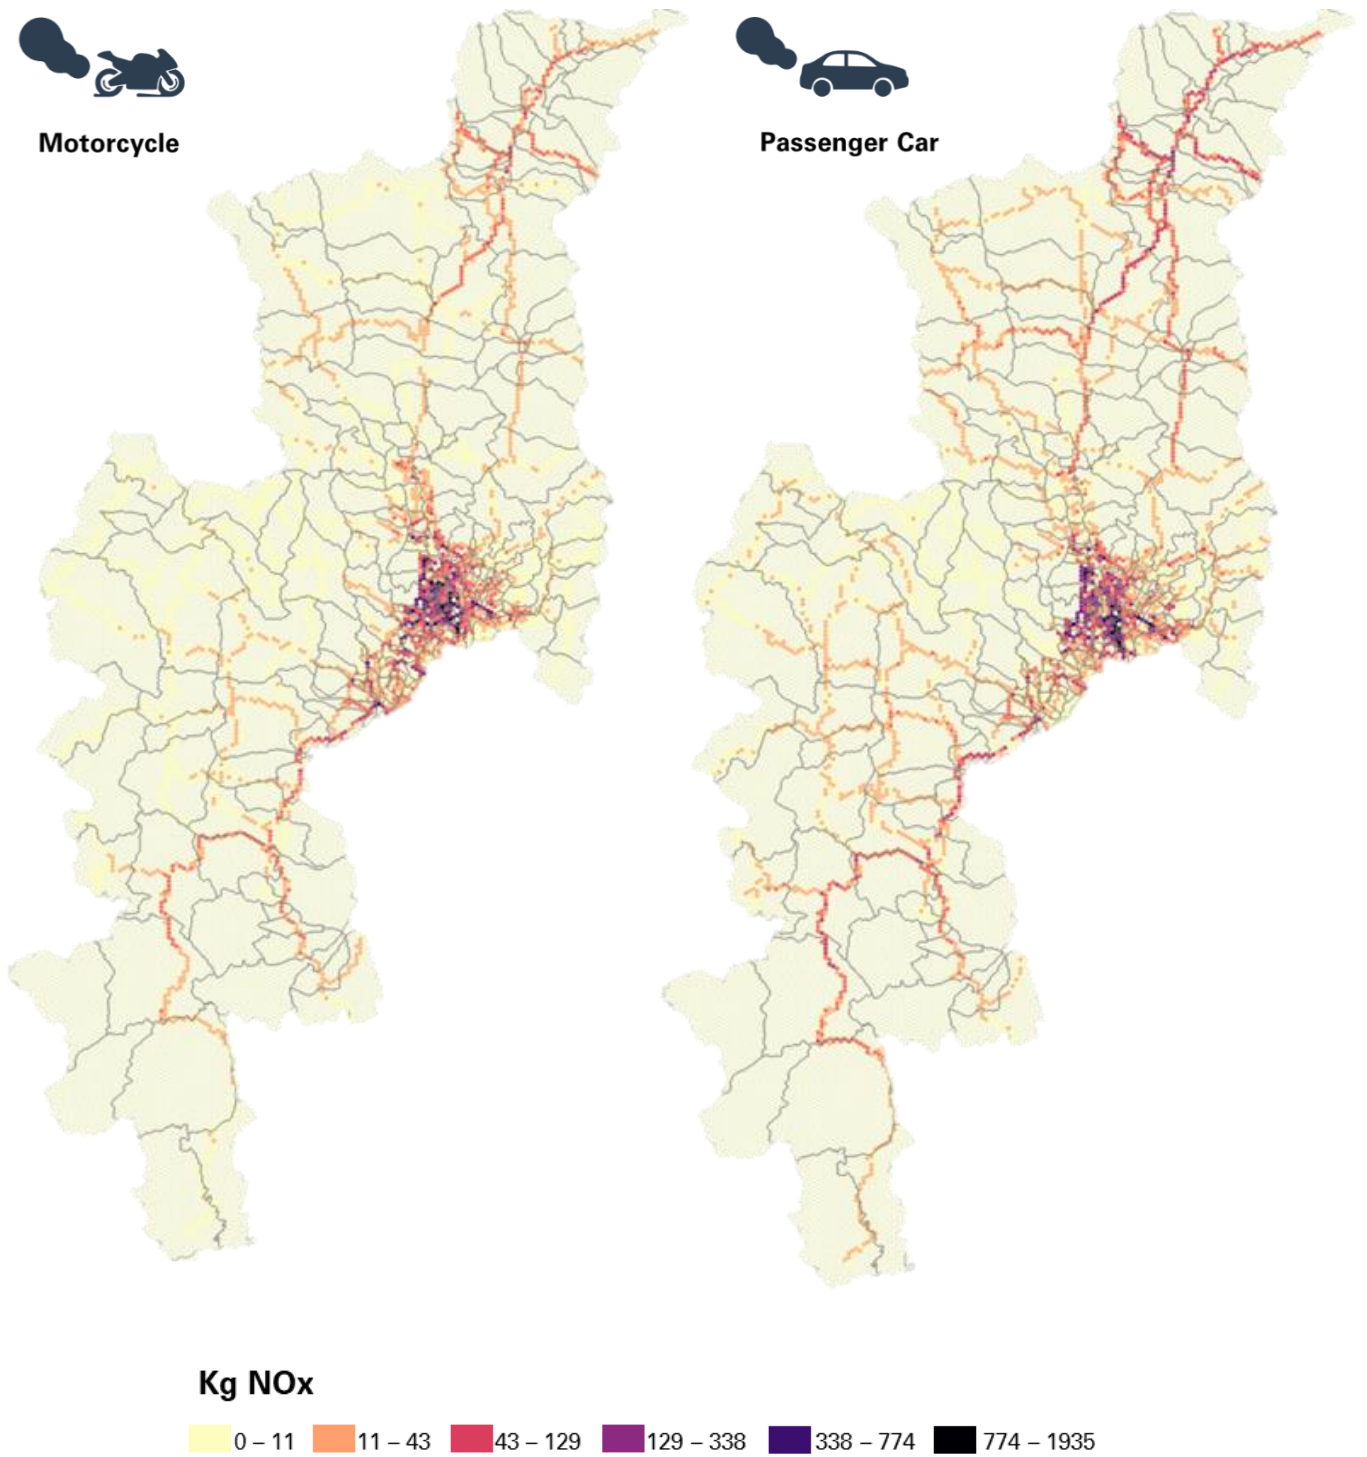 Motorcycle
Passenger Car
Kg NOx
0 – 11
11 – 43
43 – 129
129 – 338
338 – 774
774 – 1935